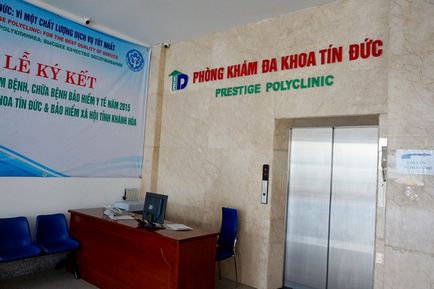 ĐỨC: VÌ MỘT CHẤT LƯỢNG DỊCH VỤ TỐT NHẤT
POLYCLINIC: FOR THE BEST QUALITY OF SERVICE
ВЫСШЕЕ КАЧЕСТВО ОБСЛУЖИВАНИЯ
LỄ KÝ KẾT
BỆNH, CHỮA BỆNH BẢO HIỂM Y TẾ NĂM 2015
KHOA TÍN ĐỨC & BẢO HIỂM XÃ HỘI TỈNH KHÁNH HÒA
PHÒNG KHÁM ĐA KHOA TÍN ĐỨC
PRESTIGE POLYCLINIC